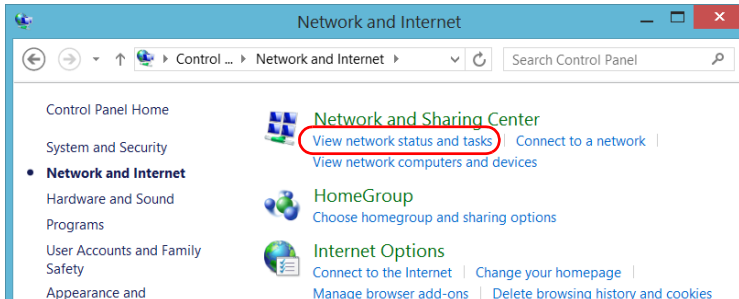 Network and Internet
Control ... Network and Internet
Search Control Panel
Control Panel Home
System and Security
Network and Internet
Hardware and Sound
Programs
User Accounts and Family
Safety
Appearance and
Network and Sharing Center
View network status and tasks Connect to a network
View network computers and devices
HomeGroup
Choose homegroup and sharing options
Internet Options
Connect to the Internet Change your homepage
Manage browser add-ons Delete browsing history and cookies